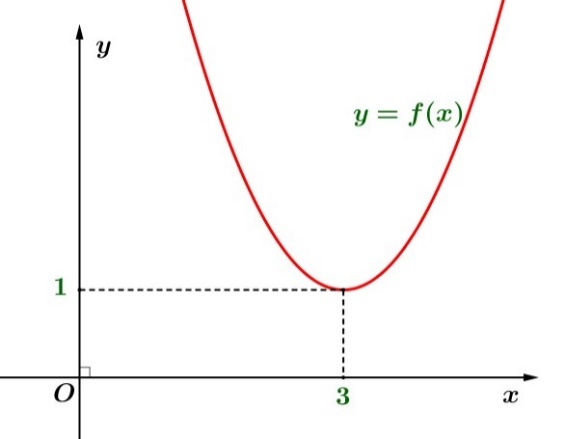 y
y = f(x)
1
O
3
x